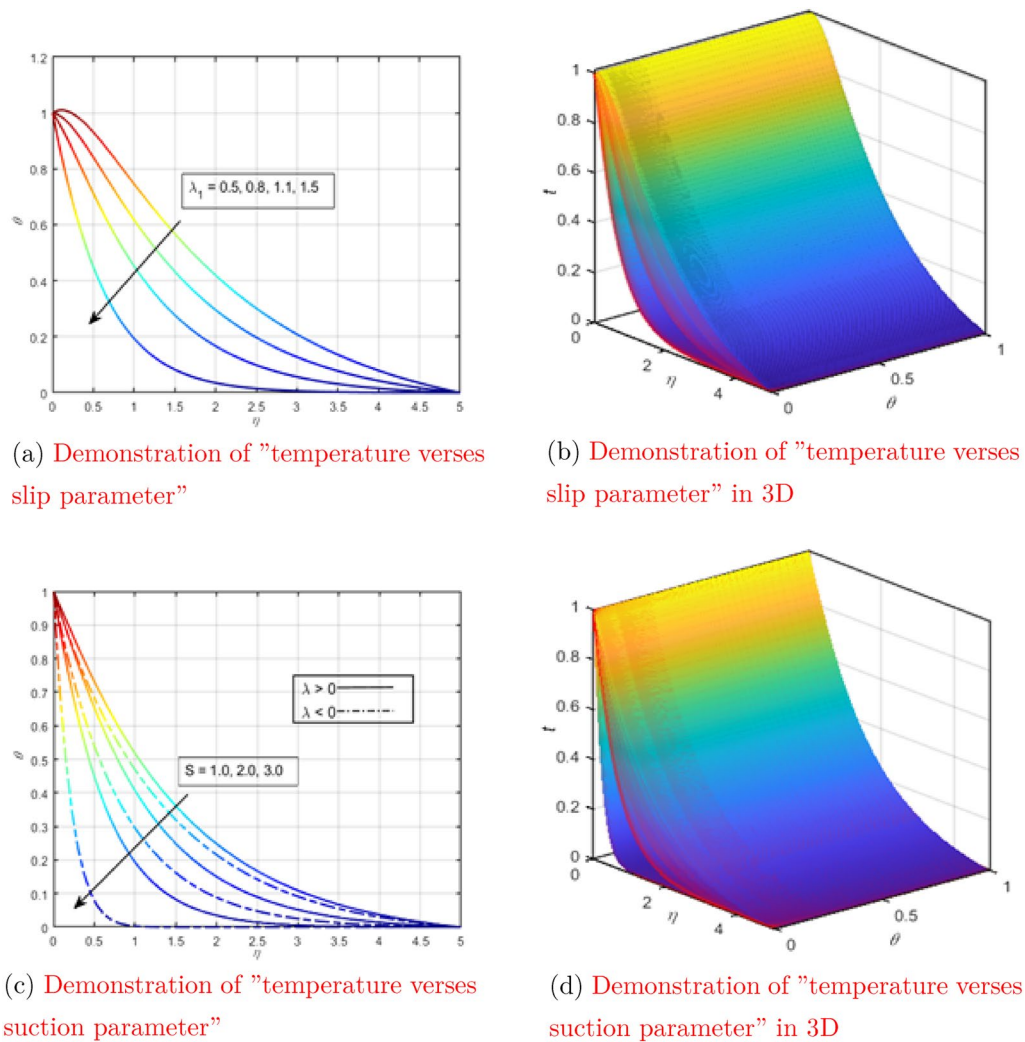 1.2
1
0.8
0.6
0.4
0.2
0
θ
λ1 = 0.5, 0.8, 1.1, 1.5
0 0.5 1 1.5 2 2.5 3 3.5 4 4.5 5
η
1
0.8
0.6
0.4
0.2
0
t
0 2 4
η
0 0.5 1
θ
(a) Demonstration of ”temperature verses
slip parameter”
(b) Demonstration of ”temperature verses
slip parameter” in 3D
1
0.9
0.8
0.7
0.6
0.5
0.4
0.3
0.2
0.1
0
θ
λ > 0
λ < 0
S = 1.0, 2.0, 3.0
0 0.5 1 1.5 2 2.5 3 3.5 4 4.5 5
η
1
0.8
0.6
0.4
0.2
0
t
0 2 4
η
0 0.5 1
θ
(c) Demonstration of ”temperature verses
suction parameter”
(d) Demonstration of ”temperature verses
suction parameter” in 3D